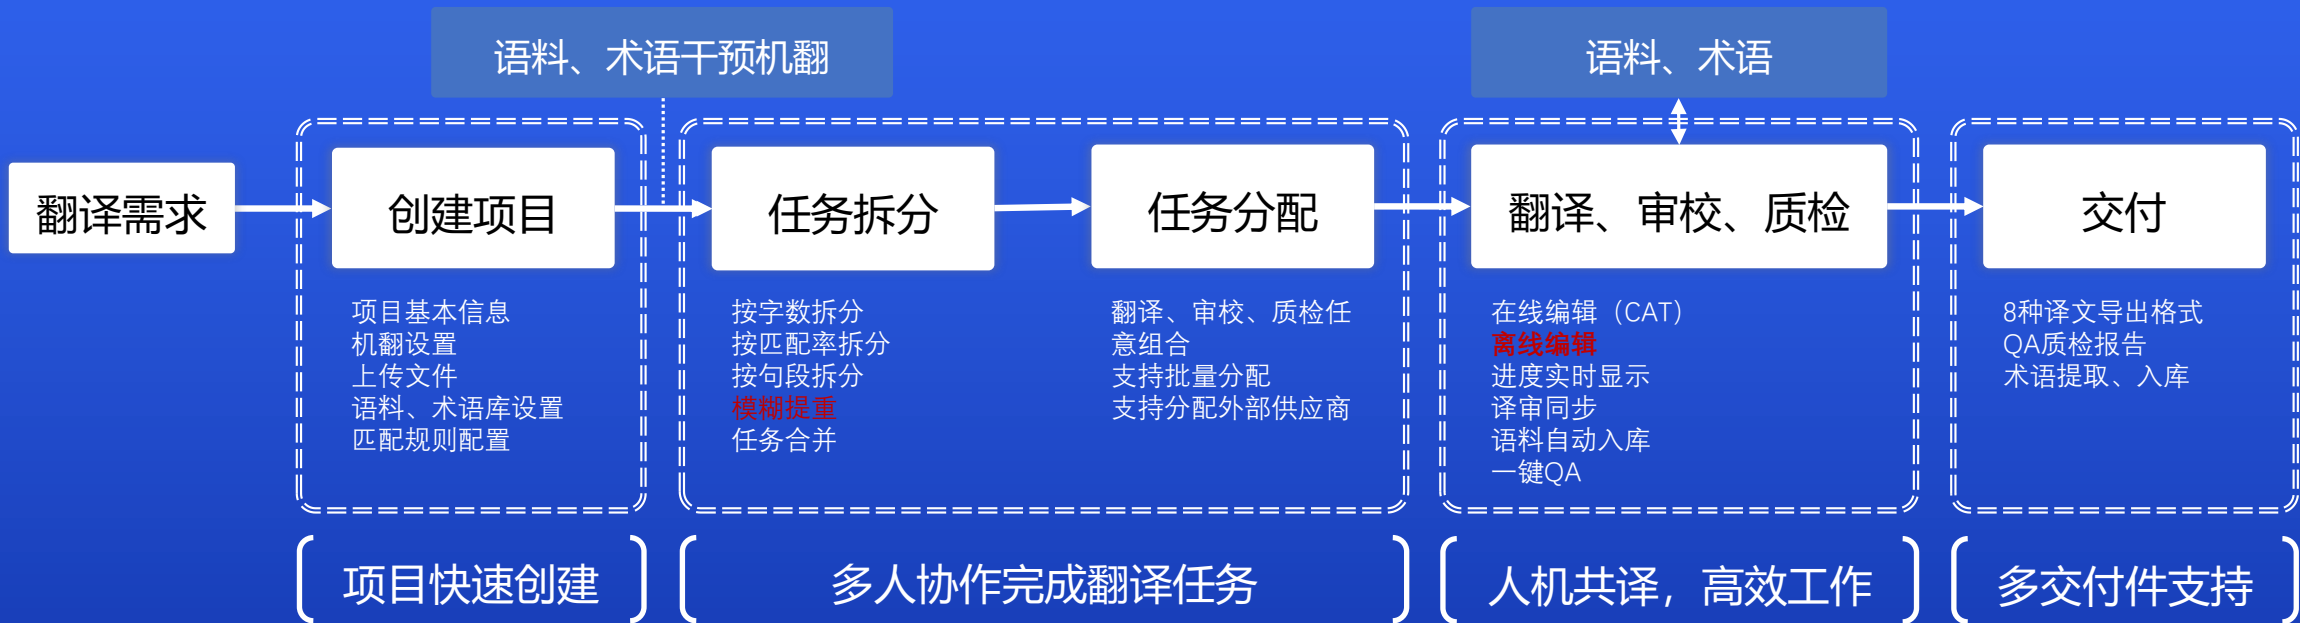 语料、术语干预机翻
语料、术语
翻译需求
创建项目
任务拆分
任务分配
翻译、审校、质检
交付
项目基本信息
机翻设置
上传文件
语料、术语库设置
匹配规则配置
按字数拆分
按匹配率拆分
按句段拆分
模糊提重
任务合并
翻译、审校、质检任
意组合
支持批量分配
支持分配外部供应商
在线编辑（CAT）
离线编辑
进度实时显示
译审同步
语料自动入库
一键QA
8种译文导出格式
QA质检报告
术语提取、入库
项目快速创建
多人协作完成翻译任务
人机共译，高效工作
多交付件支持